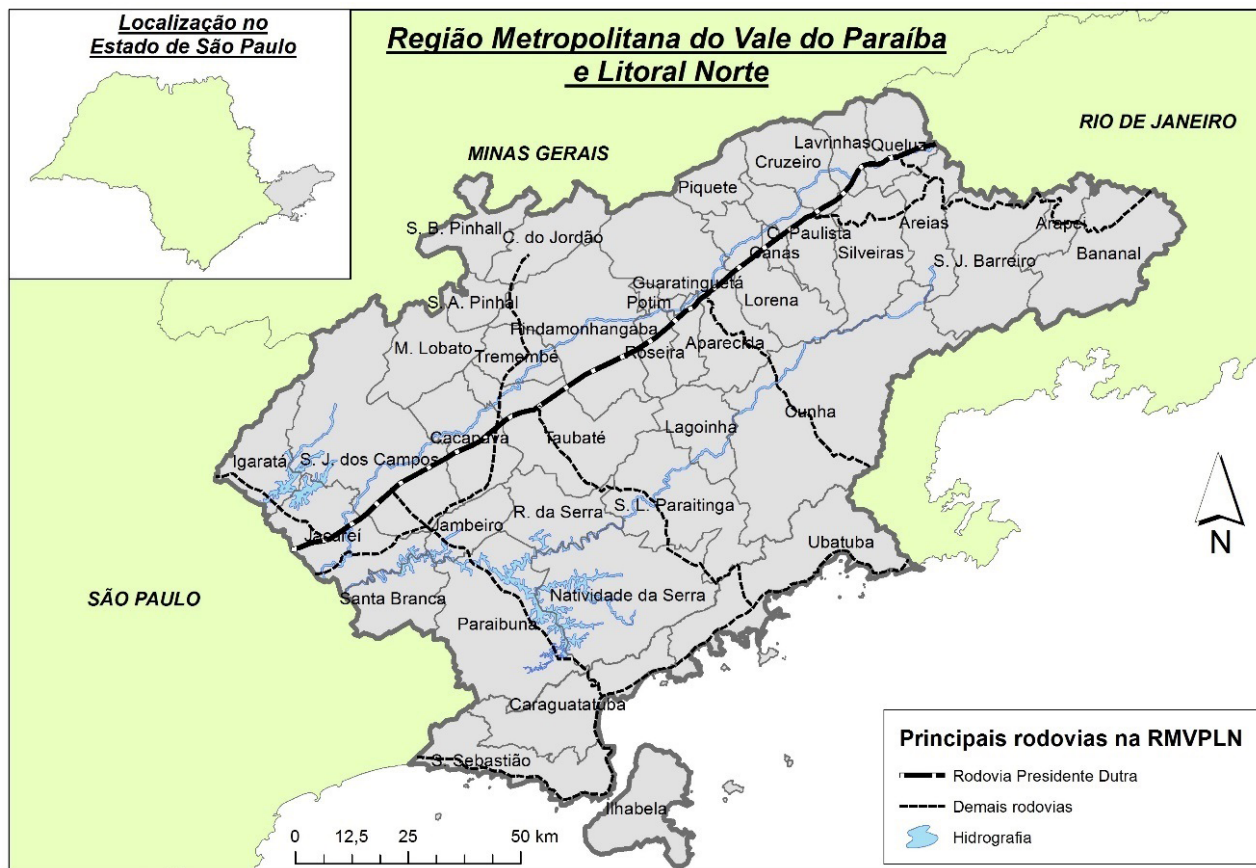 Localização no
Estado de São Paulo
Região Metropolitana do Vale do Paraíba
e Litoral Norte
RIO DE JANEIRO
MINAS GERAIS
Lavrinhas
Queluz
Cruzeiro
Piquete
S. B. Pinhall
C. do Jordão
C. Paulista
Areias
Arapeí
Canas
Silveiras
S. J. Barreiro
Bananal
Guaratinguetá
S. A. Pinhal
Potim
Lorena
Pindamonhangaba
M. Lobato
Tremembé
Roseira
Aparecida
Cunha
Caçapava
Taubaté
Lagoinha
Igaratá
S. J. dos Campos
S. L. Paraitinga
R. da Serra
Jambeiro
Jacareí
Ubatuba
SÃO PAULO
Santa Branca
Natividade da Serra
Paraibuna
N
Caraguatatuba
S. Sebastião
Ilhabela
0 12,5 25 50 km
Principais rodovias na RMVPLN
Rodovia Presidente Dutra
Demais rodovias
Hidrografia